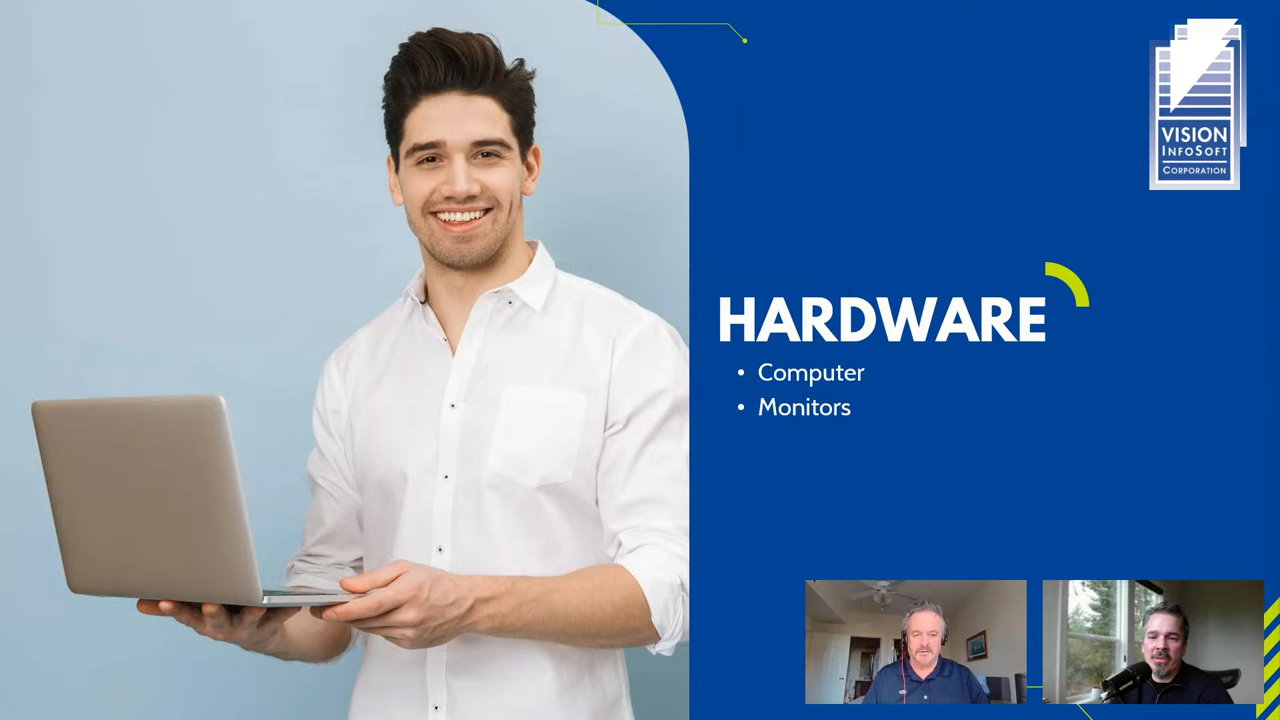 VISION
INFOSOFT
CORPORATION
HARDWARE
• Computer
• Monitors